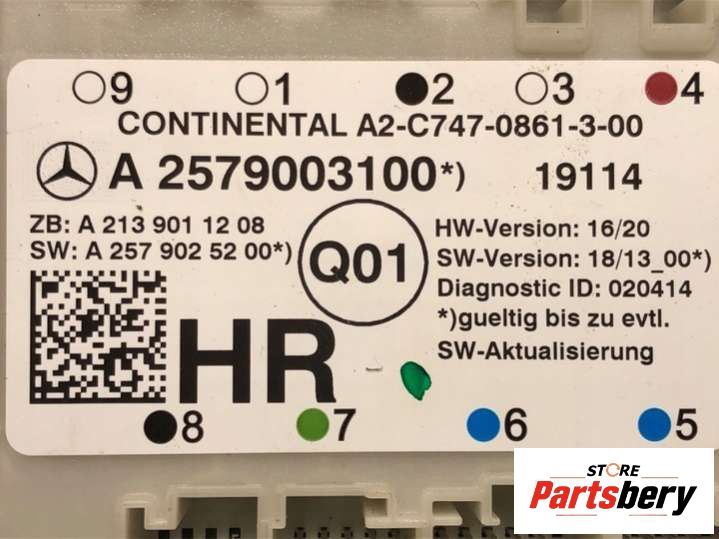 9 1 2 3 4
CONTINENTAL A2-C747-0861-3-00
A 2579003100*) 19114
ZB: A 213 901 12 08
SW: A 257 902 52 00*)
Q01
HW-Version: 16/20
SW-Version: 18/13_00*)
Diagnostic ID: 020414
*)gueltig bis zu evtl.
SW-Aktualisierung
HR
8 7 6 5
STORE
Partsbery